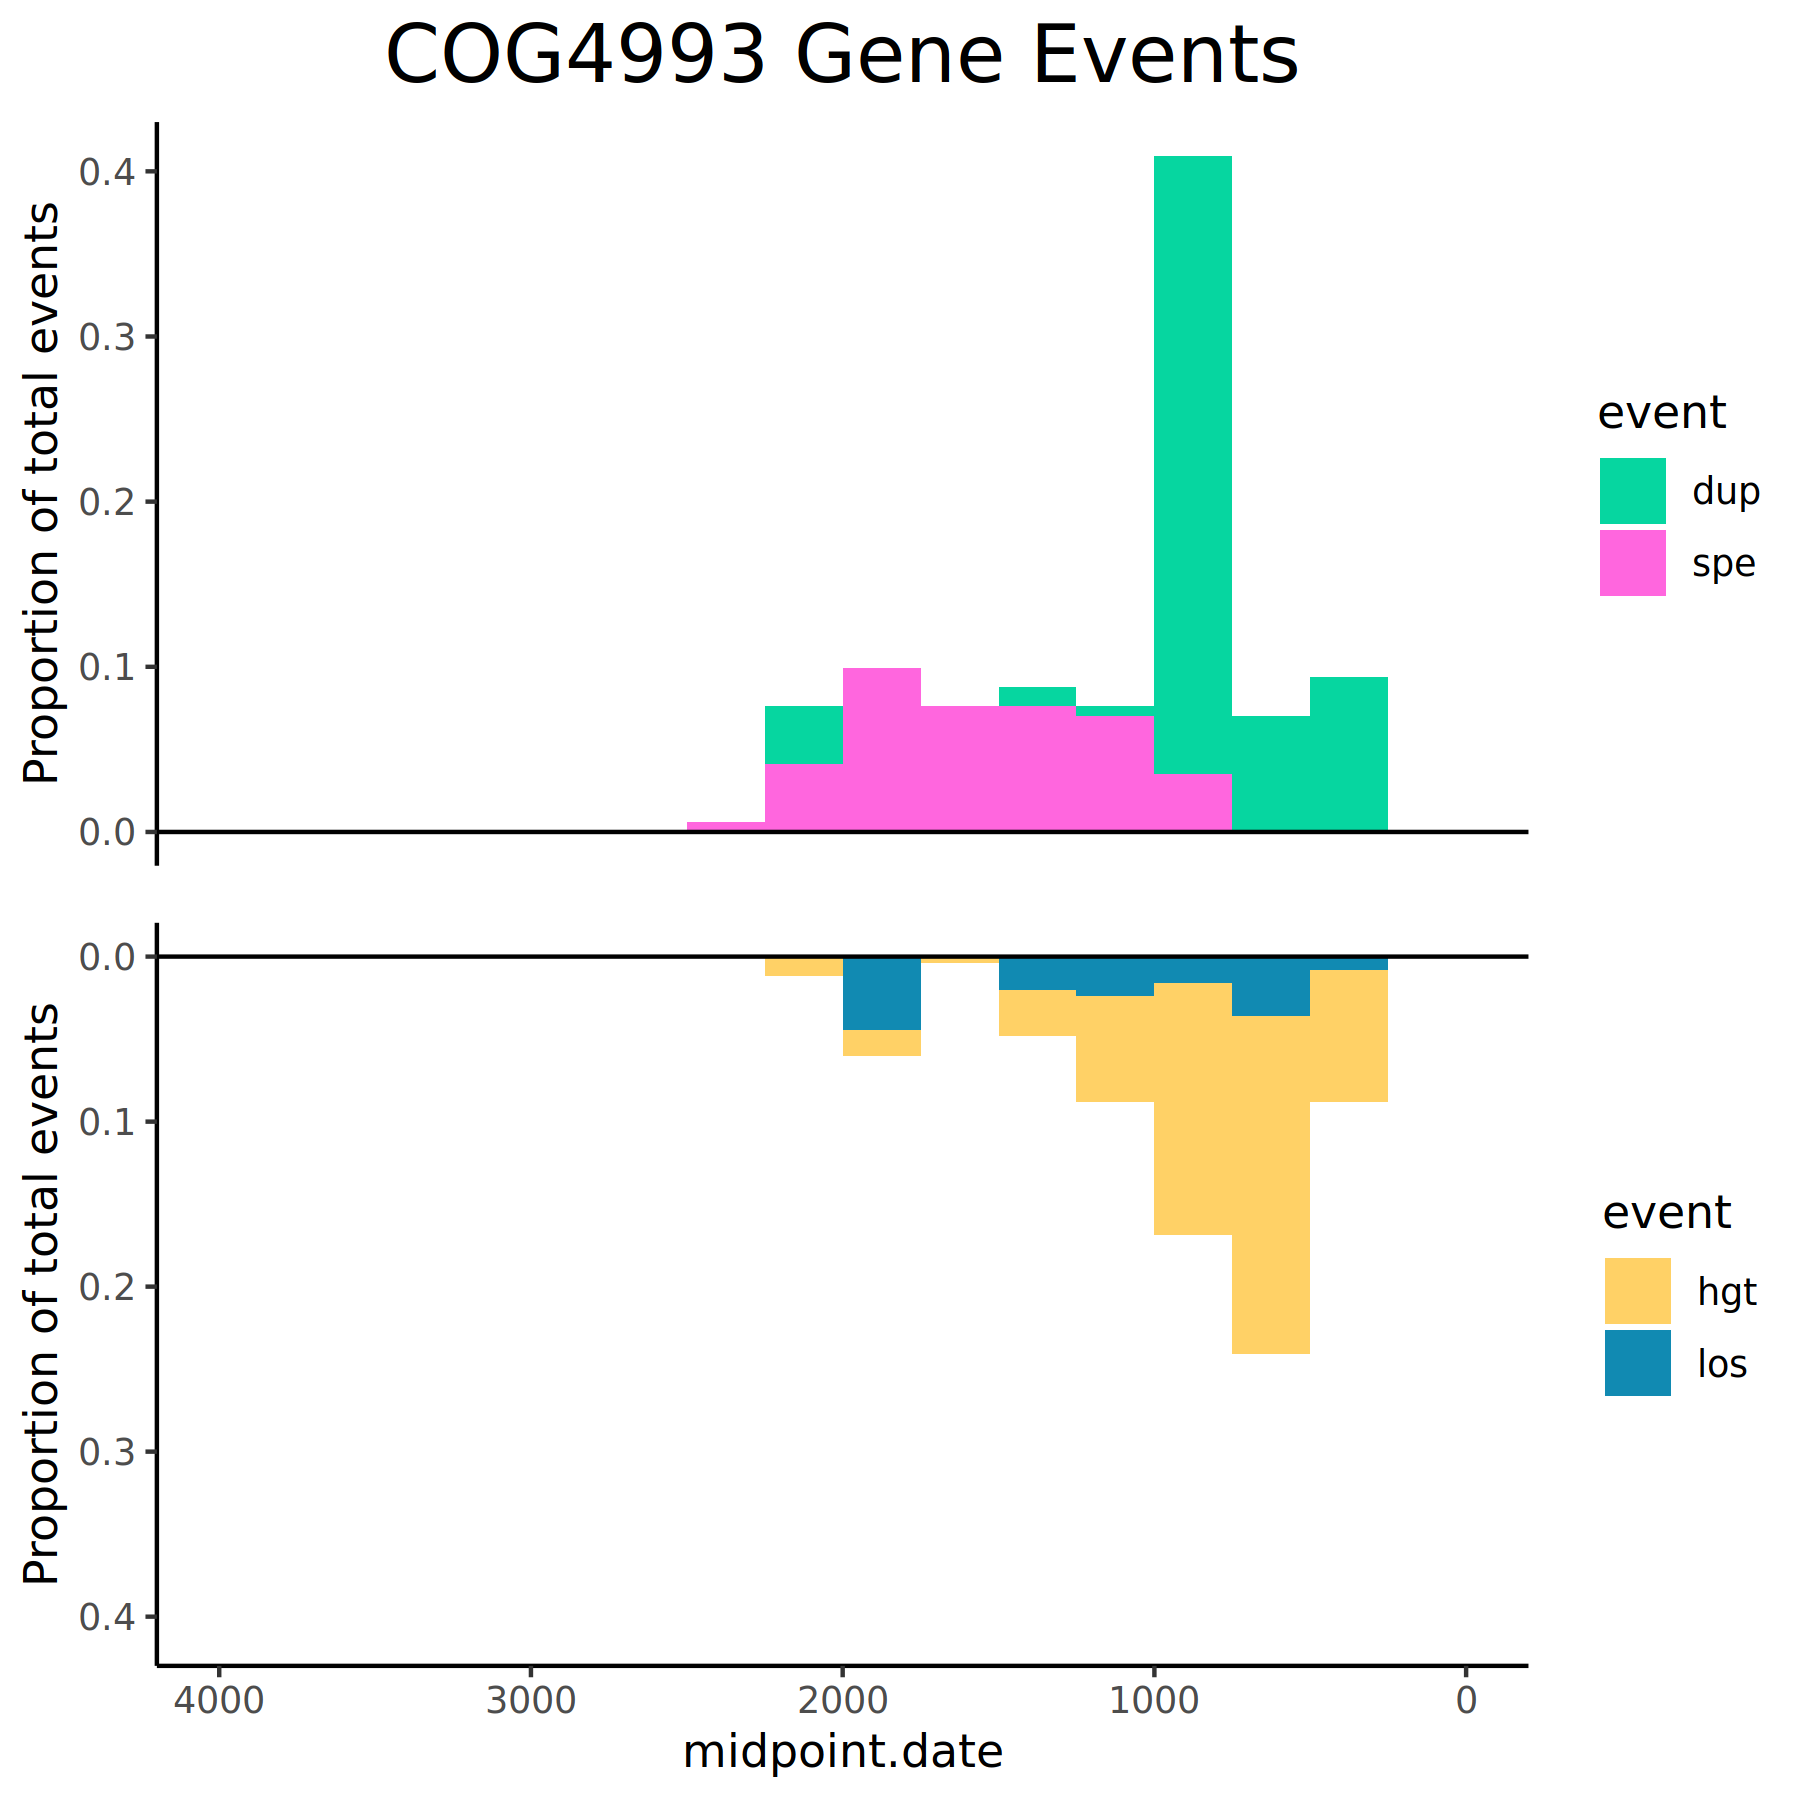 COG4993 Gene Events
Proportion of total events
0.4
0.3
0.2
0.1
0.0
event
dup
spe
Proportion of total events
0.0
0.1
0.2
0.3
0.4
event
hgt
los
4000 3000 2000 1000 0
midpoint.date